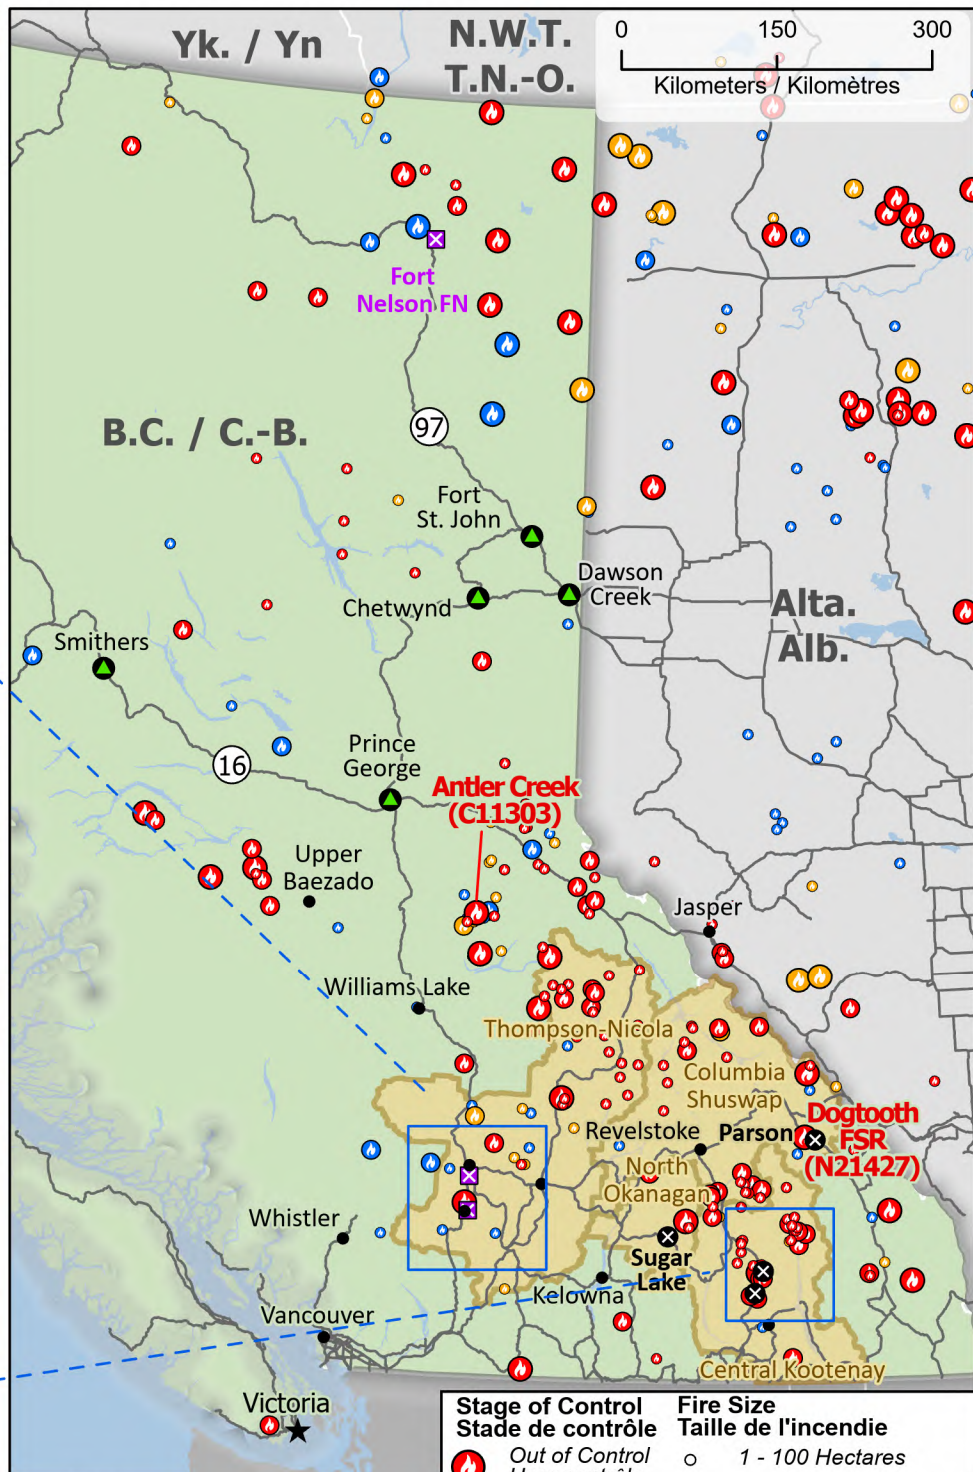 Yk. / Yn
N.W.T.
T.N.-O.
0 150 300
Kilometers / Kilomètres
Fort
Nelson FN
B.C. / C.-B.
97
Fort
St. John
Dawson
Creek
Chetwynd
Alta.
Alb.
Smithers
16
Prince
George
Antler Creek
(C11303)
Upper
Baezado
Jasper
Williams Lake
Thompson-Nicola
Columbia
Shuswap
Dogtooth
FSR
(N21427)
Parson
Revelstoke
North
Okanagan
Whistler
Sugar
Lake
Kelowna
Vancouver
Central Kootenay
Victoria
Stage of Control
Stade de contrôle
Fire Size
Taille de l'incendie
Out of Control
1 - 100 Hectares